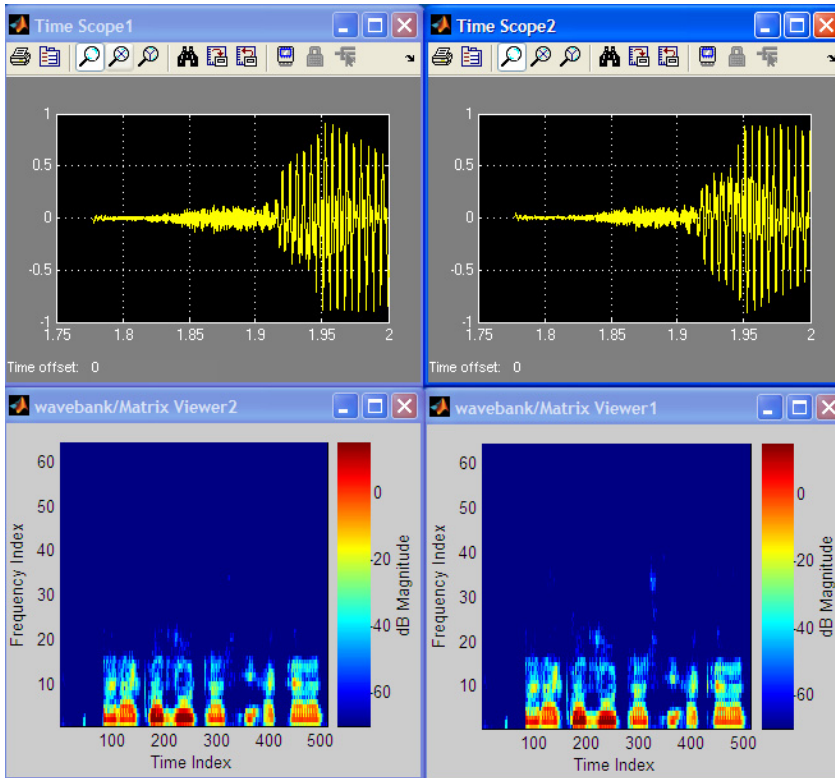 Time Scope1
1
0.5
0
-0.5
-1
1.75 1.8 1.85 1.9 1.95 2
Time offset: 0
Time Scope2
1
0.5
0
-0.5
-1
1.75 1.8 1.85 1.9 1.95 2
Time offset: 0
wavebank/Matrix Viewer2
60
50
40
30
20
10
Frequency Index
100 200 300 400 500
Time Index
0
-20
-40
60
dB Magnitude
wavebank/Matrix Viewer1
60
50
40
30
20
10
Frequency Index
100 200 300 400 500
Time Index
0
-20
-40
-60
dB Magnitude